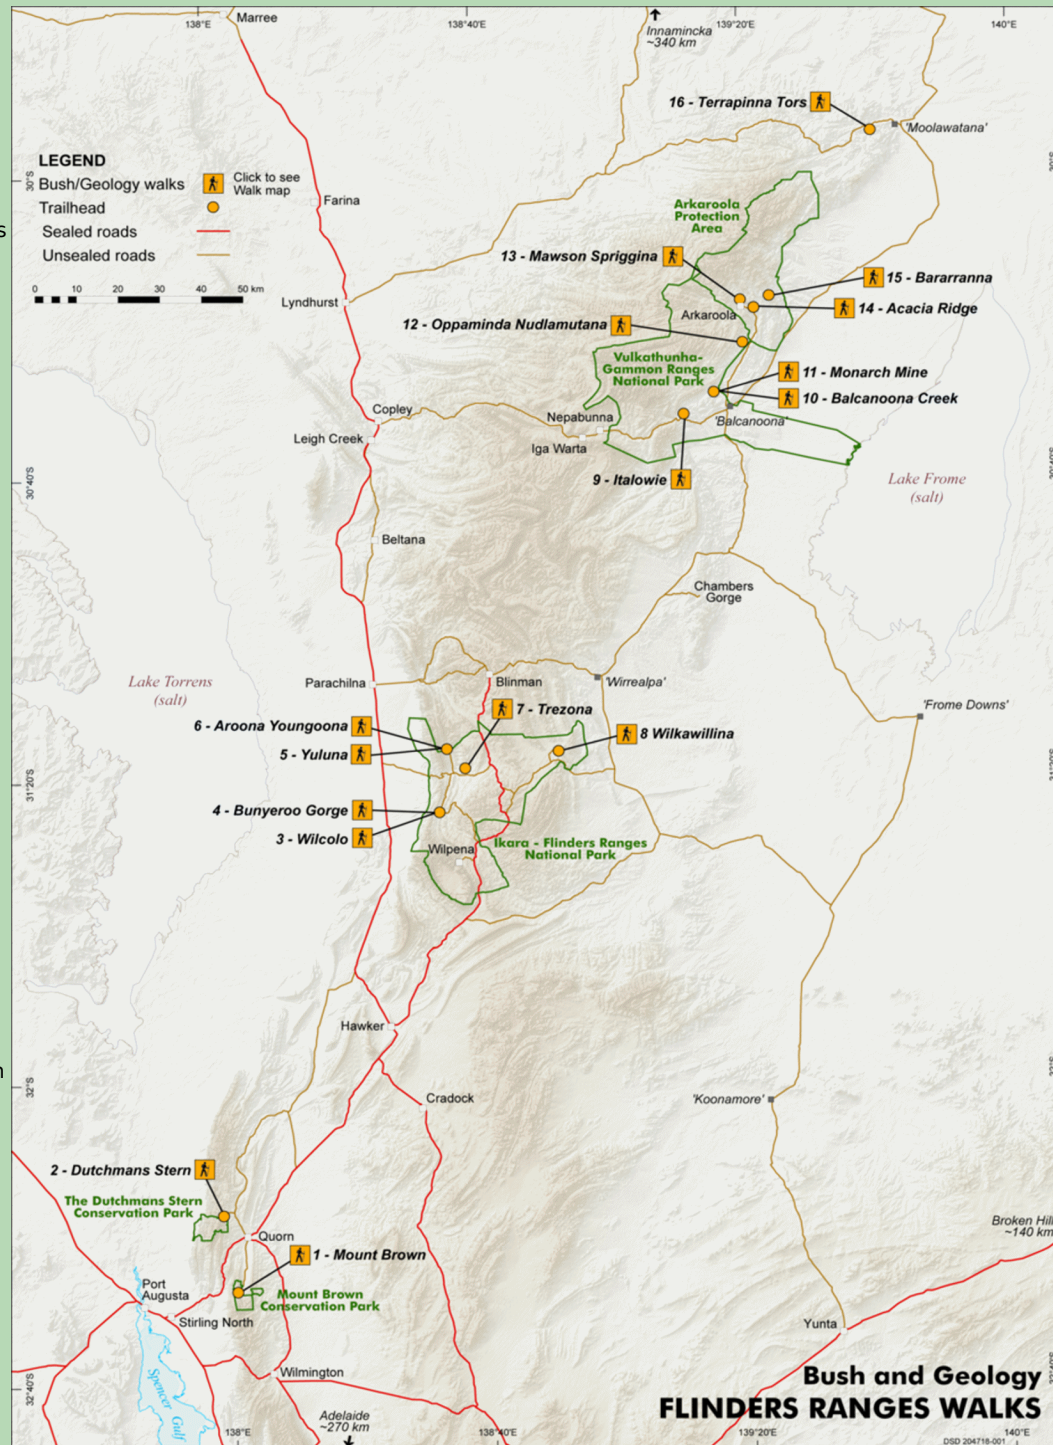 138°E
138°40'E
139°20'E
140°E
Marree
Innamincka
~340 km
16 - Terrapinna Tors
'Moolawatana'
LEGEND
Bush/Geology walks
Click to see
Walk map
Trailhead
Sealed roads
Unsealed roads
0 10 20 30 40 50 km
30°S
s
Farina
Arkaroola
Protection
Area
13 - Mawson Spriggina
15 - Bararranna
Lyndhurst
14 - Acacia Ridge
Arkaroola
12 - Oppaminda Nudlamutana
Vulkathunha-
Gammon Ranges
National Park
11 - Monarch Mine
10 - Balcanoona Creek
Copley
Nepabunna
'Balcanoona'
Leigh Creek
Iga Warta
9 - Italowie
30°40'S
Lake Frome
(salt)
Beltana
Chambers
Gorge
Lake Torrens
(salt)
Parachilna
Blinman
'Wirrealpa'
'Frome Downs'
7 - Trezona
6 - Aroona Youngoona
8 Wilkawillina
5 - Yuluna
31°20'S
4 - Bunyeroo Gorge
3 - Wilcolo
Wilpena
Ikara - Flinders Ranges
National Park
Hawker
n
32°S
Cradock
'Koonamore'
2 - Dutchmans Stern
The Dutchmans Stern
Conservation Park
Quorn
Broken Hill
~140 km
1 - Mount Brown
Port
Augusta
Mount Brown
Conservation Park
Stirling North
Yunta
Wilmington
Spencer Gulf
32°40'S
Bush and Geology
FLINDERS RANGES WALKS
Adelaide
~270 km
138°E
138°40'E
139°20'E
140°E
DSD 204716-001